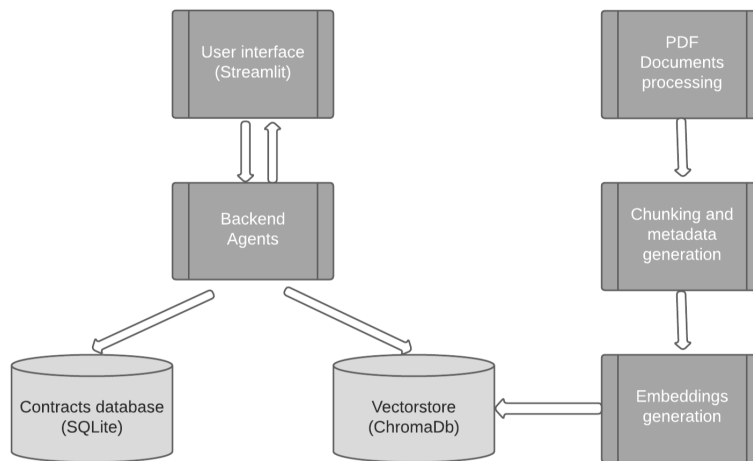 User interface
(Streamlit)
PDF
Documents
processing
Backend
Agents
Chunking and
metadata
generation
Contracts database
(SQLite)
Vectorstore
(ChromaDb)
Embeddings
generation